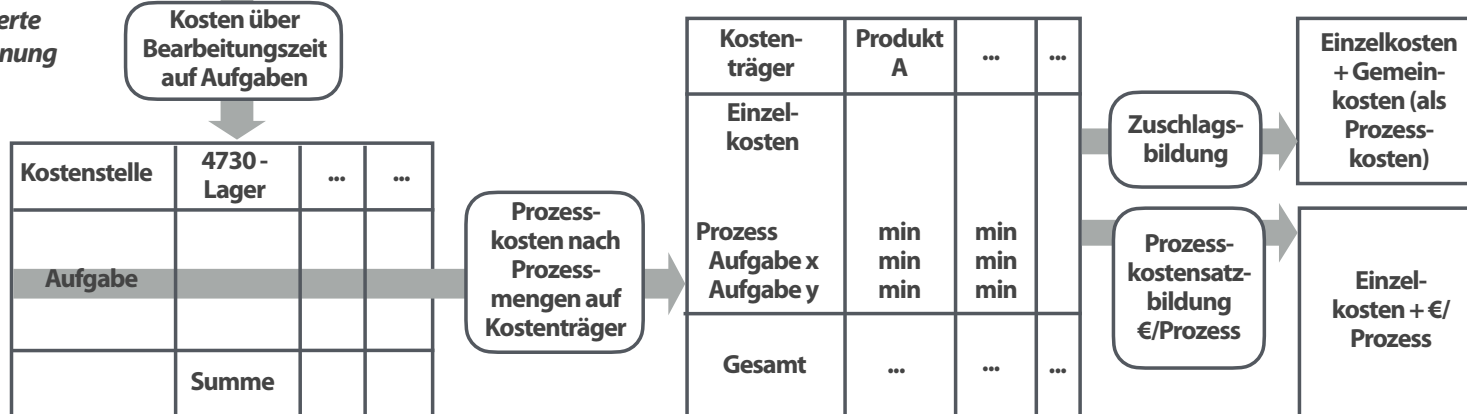 erte
nung
Kosten über
Bearbeitungszeit
auf Aufgaben
Kostenstelle
4730 -
Lager
...
...
Aufgabe
Summe
Prozess-
kosten nach
Prozess-
mengen auf
Kostenträger
Kosten-
träger
Produkt
A
...
...
Einzel-
kosten
Prozess min min
Aufgabe x min min
Aufgabe y min min
Gesamt ... ... ...
Zuschlags-
bildung
Prozess-
kostensatz-
bildung
€/Prozess
Einzelkosten
+ Gemein-
kosten (als
Prozess-
kosten)
Einzel-
kosten + €/
Prozess